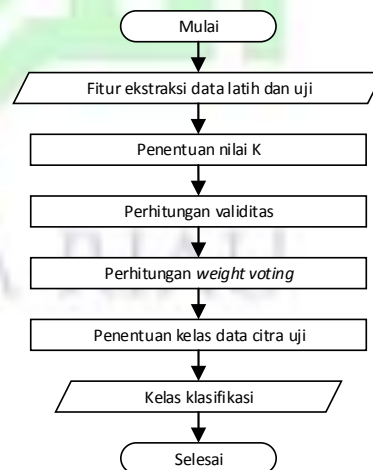 Mulai
Fitur ekstraksi data latih dan uji
Penentuan nilai K
Perhitungan validitas
Perhitungan weight voting
Penentuan kelas data citra uji
Kelas klasifikasi
Selesai